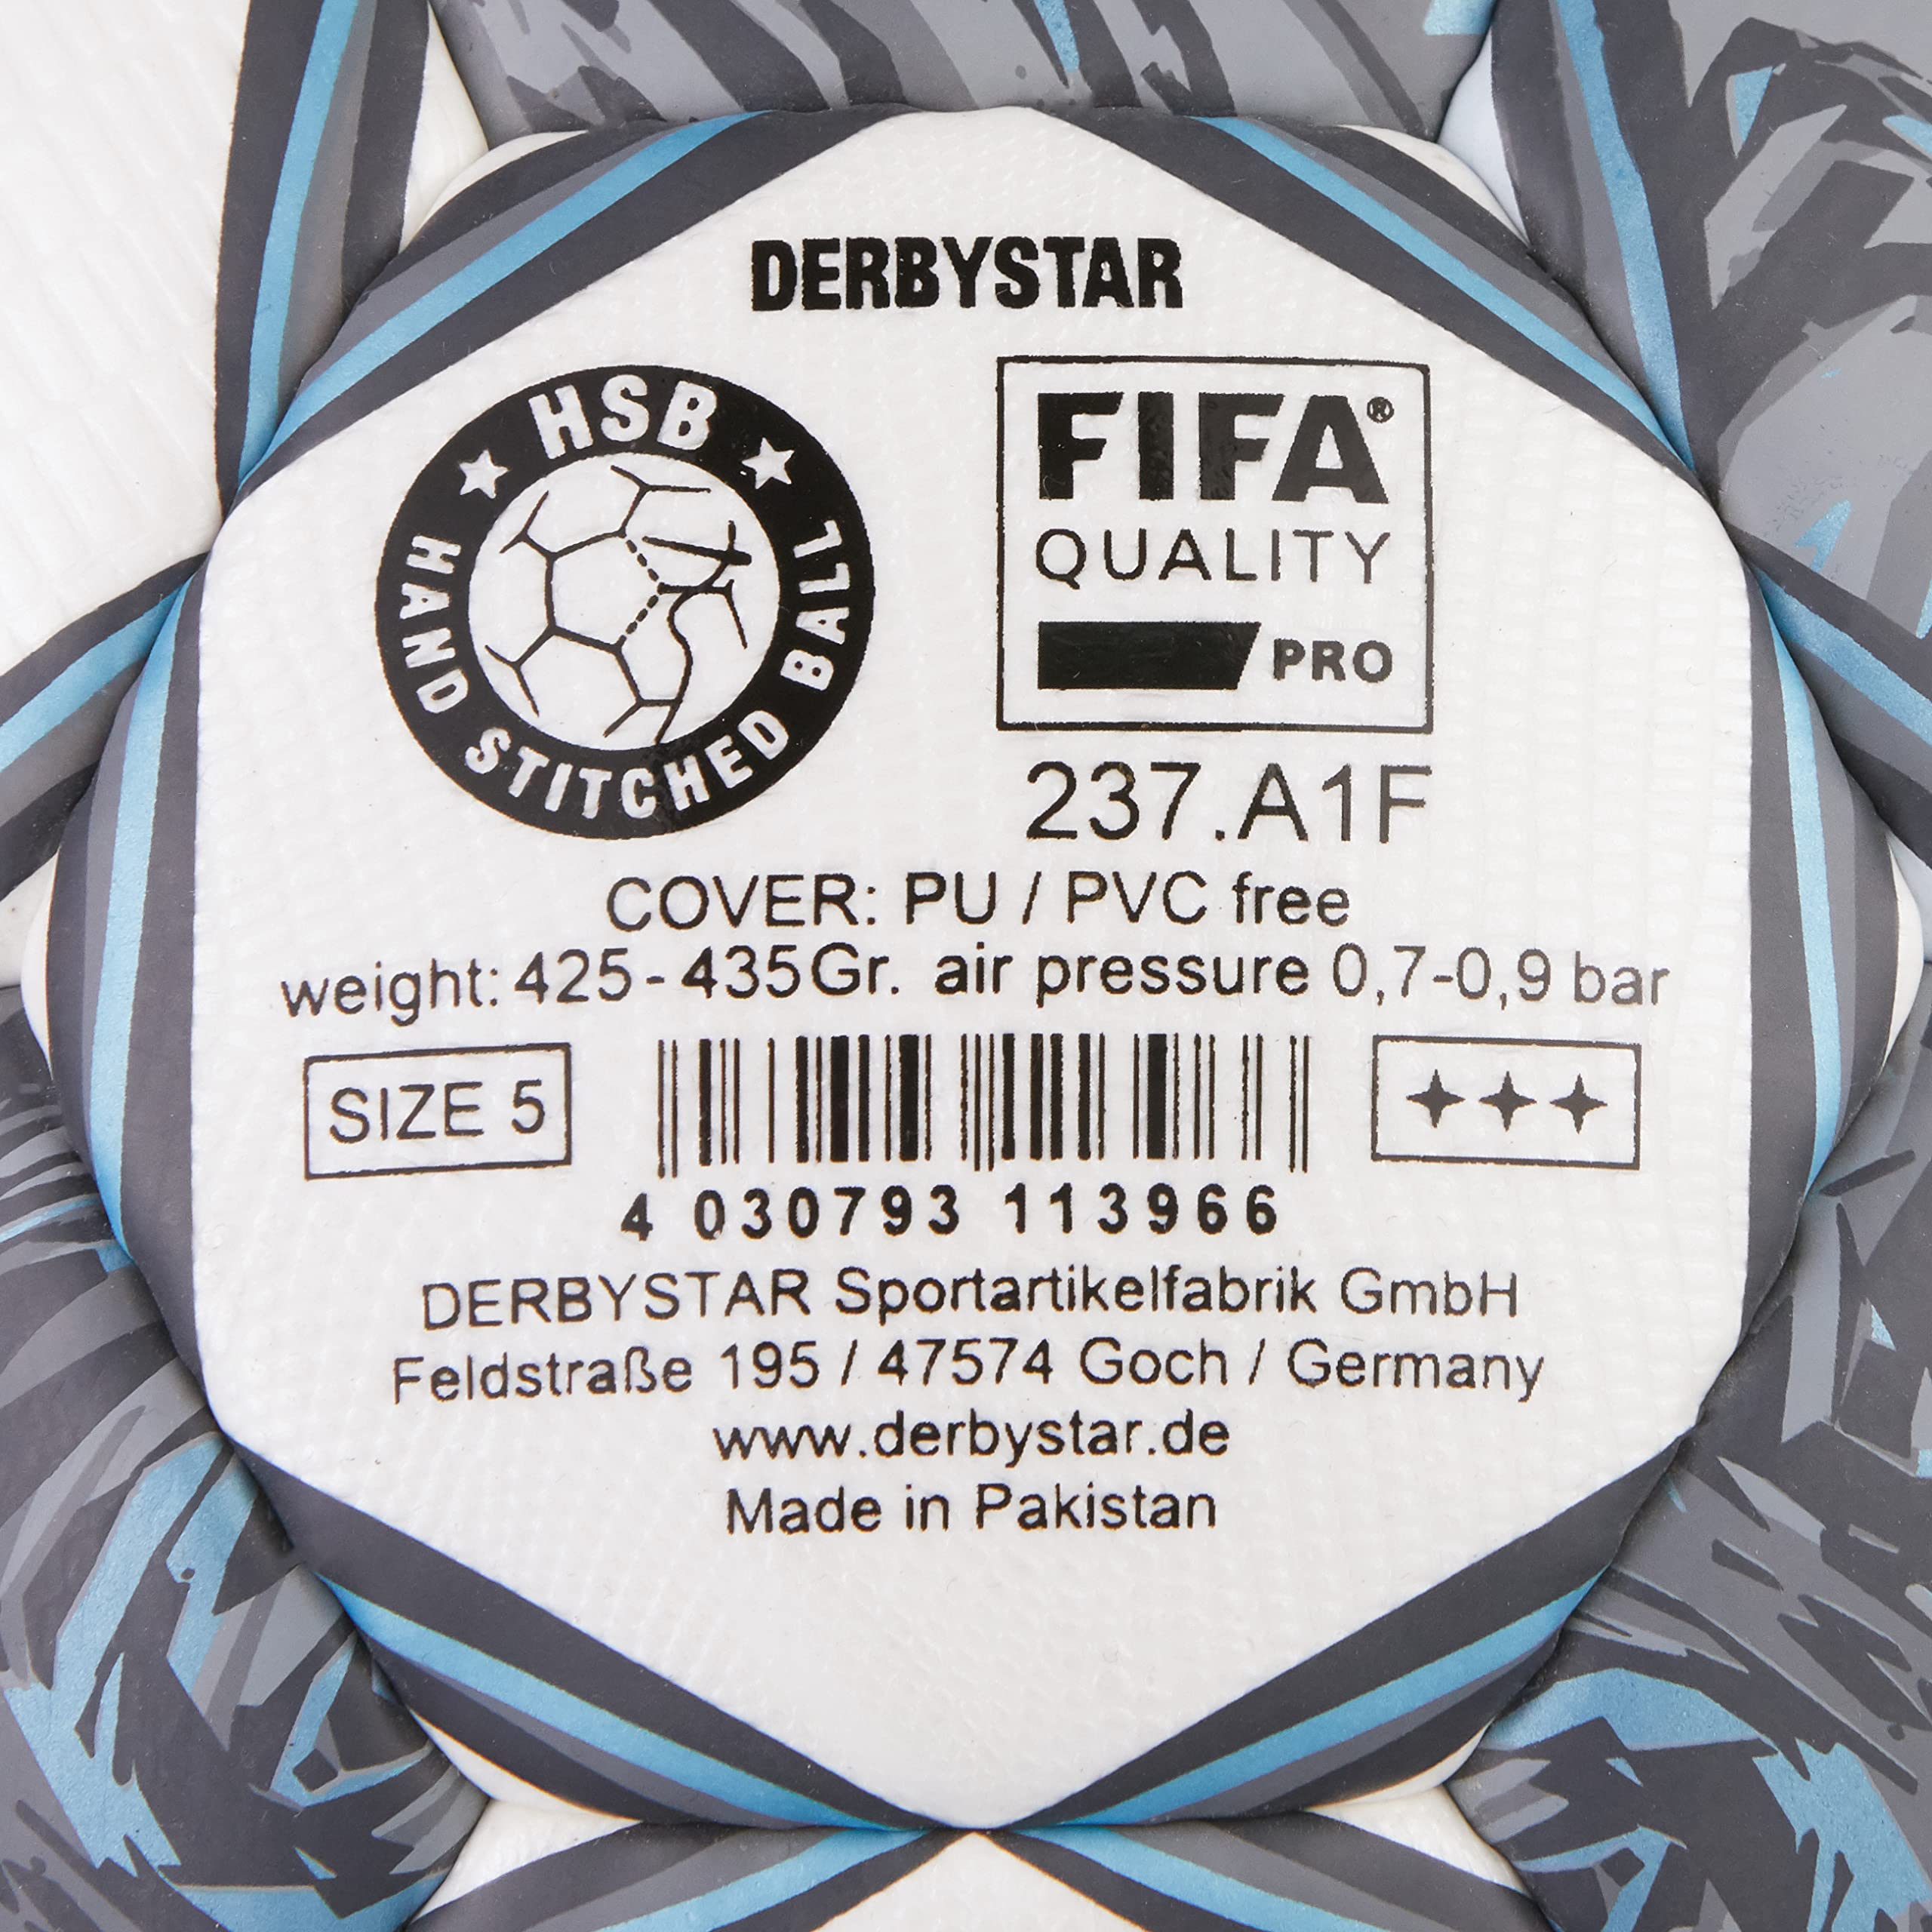 DERBYSTAR
HSB
HAND STITCHED BALL
FIFA®
QUALITY
PRO
237.A1F
COVER: PU / PVC free
weight: 425-435Gr. air pressure 0,7-0,9 bar
SIZE 5
4 030793 113966
DERBYSTAR Sportartikelfabrik GmbH
Feldstraße 195 / 47574 Goch / Germany
www.derbystar.de
Made in Pakistan